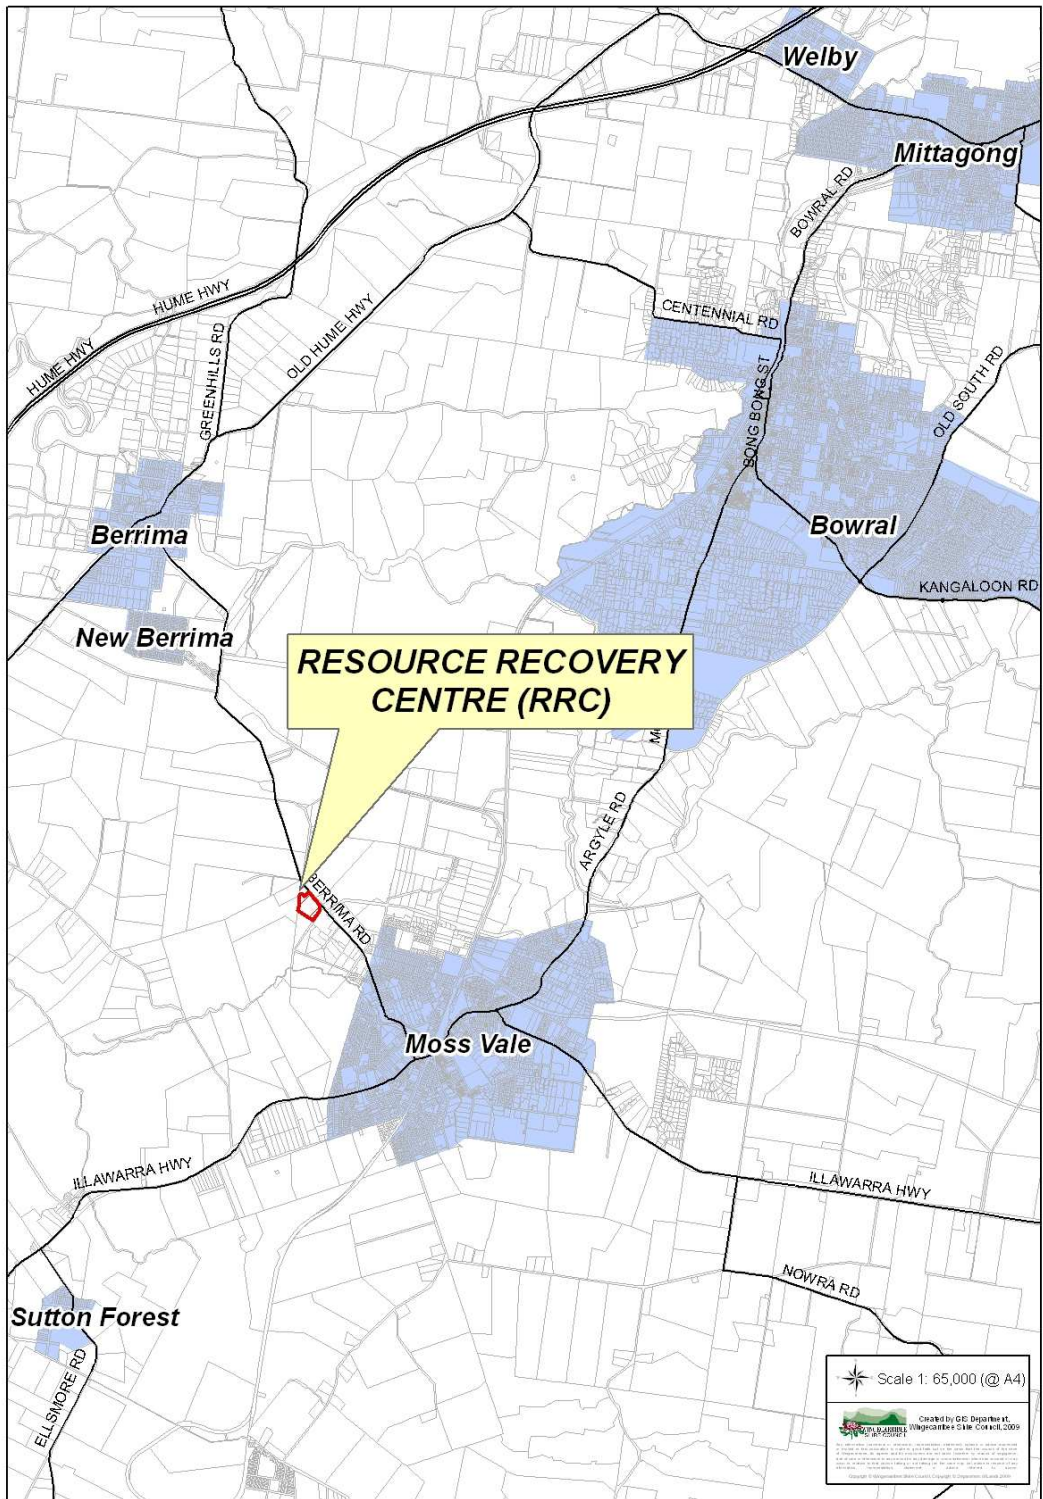 Welby
Mittagong
BOWRAL RD
HUME HWY
HUME HWY
OLD HUME HWY
GREENHILLS RD
CENTENNIAL RD
BONG BONG ST
OLD SOUTH RD
Berrima
Bowral
KANGALOON RD
New Berrima
RESOURCE RECOVERY
CENTRE (RRC)
ARGYLE RD
BERRIMA RD
Moss Vale
ILLAWARRA HWY
ILLAWARRA HWY
NOWRA RD
Sutton Forest
ELLSMORE RD
Scale 1: 65,000 (@ A4)
Created by GIS Department,
Wingecarribee Shire Council, 2009
WINGECARRIBEE
SHIRE COUNCIL